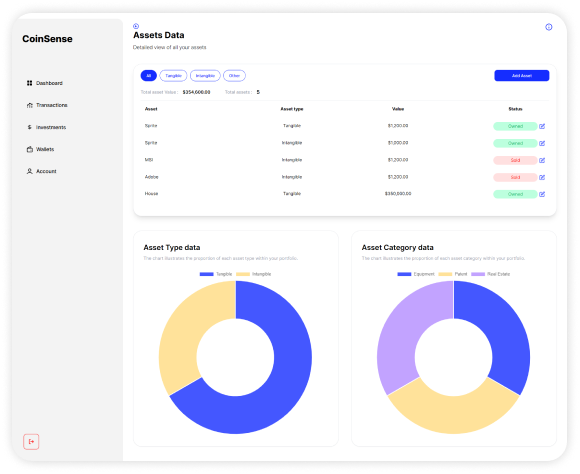 CoinSense
Dashboard
Transactions
Investments
Wallets
Account
Assets Data
Detailed view of all your assets
All Tangible Intangible Other Add Asset
Total asset Value : $354,600.00 Total assets : 5
Asset Asset type Value Status
Sprite Tangible $1,200.00 Owned
Sprite Intangible $1,000.00 Owned
MSI Intangible $1,200.00 Sold
Adobe Intangible $1,200.00 Sold
House Tangible $350,000.00 Owned
Asset Type data
The chart illustrates the proportion of each asset type within your portfolio.
Tangible Intangible
Asset Category data
The chart illustrates the proportion of each asset category within your portfolio.
Equipment Patent Real Estate